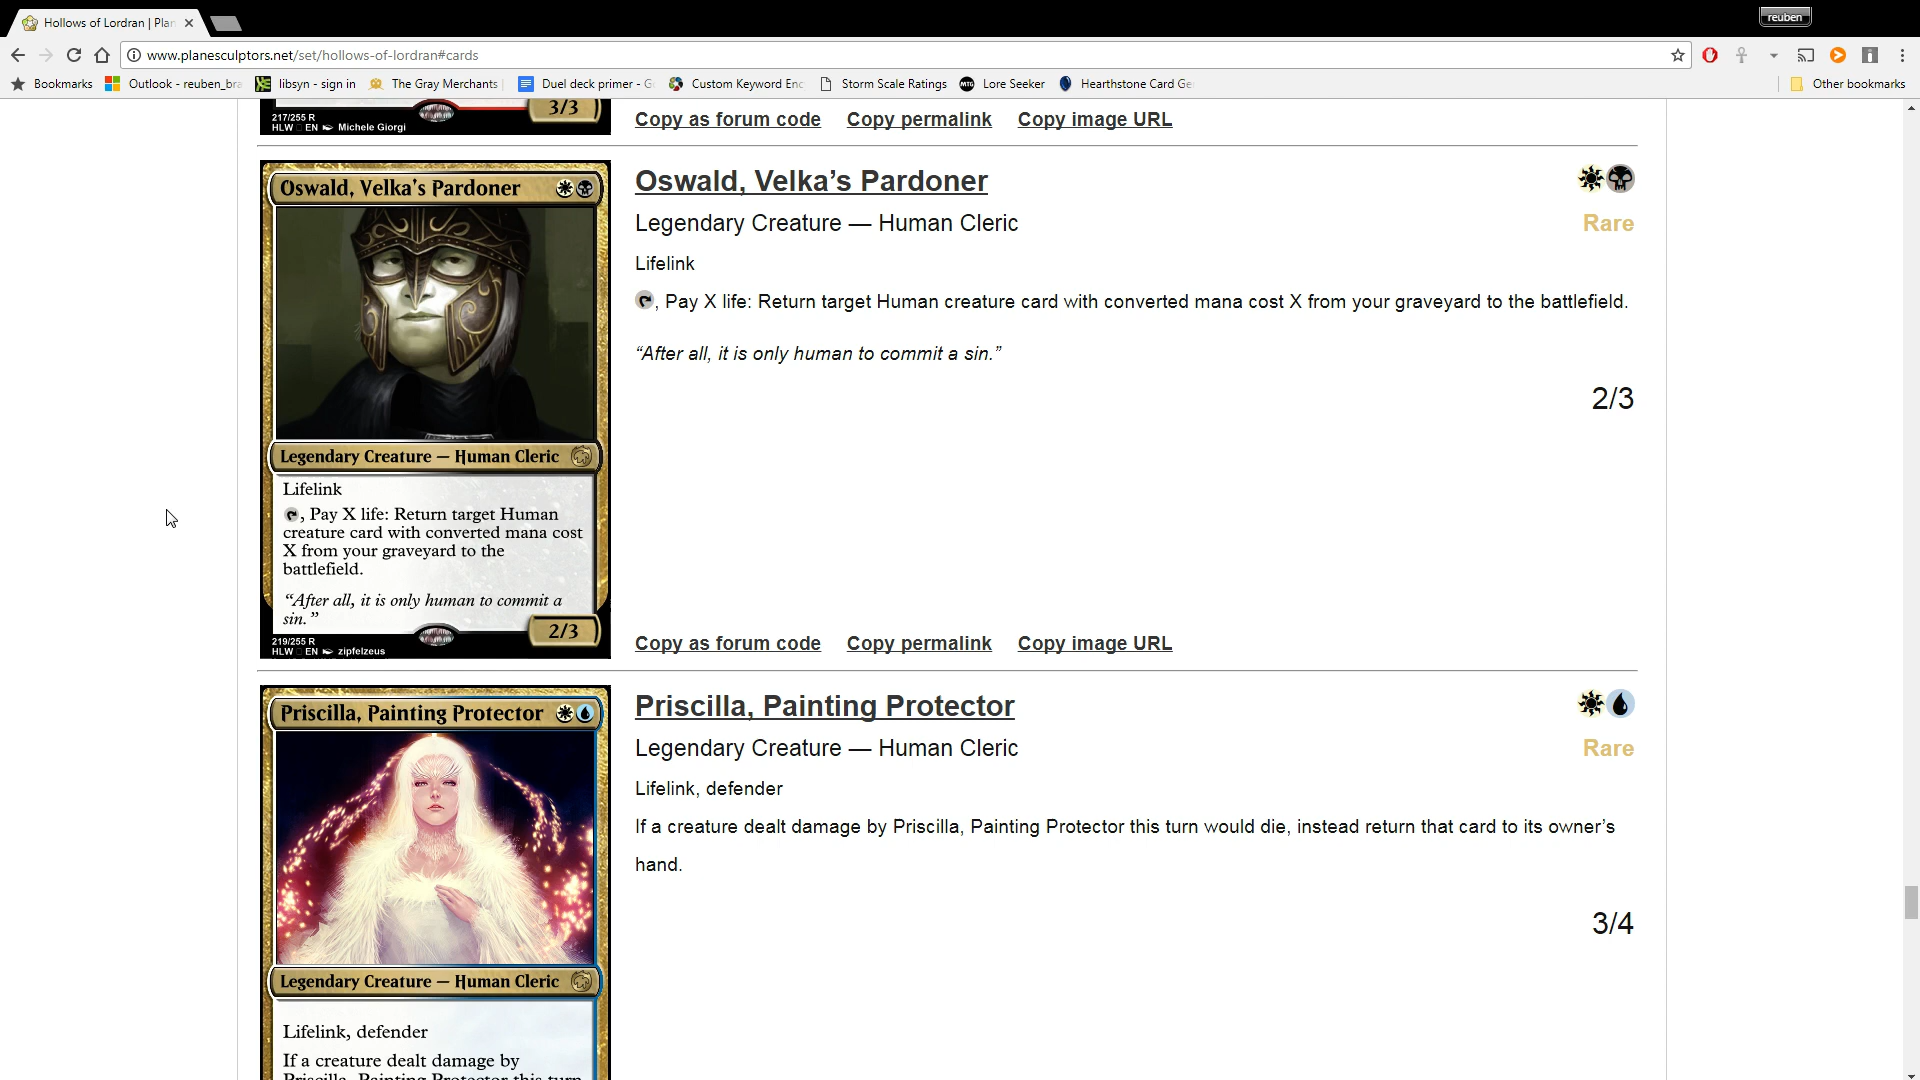 Hollows of Lordran | Plan
reuben
www.planesculptors.net/set/hollows-of-lordran#cards
Bookmarks
Outlook - reuben_bra
libsyn - sign in
The Gray Merchants
Duel deck primer - G
Custom Keyword Enc
Storm Scale Ratings
Lore Seeker
Hearthstone Card Ge
Other bookmarks
3/3
217/255 R
HLW EN Michele Giorgi
Copy as forum code Copy permalink Copy image URL
Oswald, Velka's Pardoner
Legendary Creature — Human Cleric
Lifelink
, Pay X life: Return target Human
creature card with converted mana cost
X from your graveyard to the
battlefield.
“After all, it is only human to commit a
sin.”
2/3
219/255 R
HLW EN zipfelzeus
Oswald, Velka’s Pardoner
Legendary Creature — Human Cleric
Rare
Lifelink
, Pay X life: Return target Human creature card with converted mana cost X from your graveyard to the battlefield.
“After all, it is only human to commit a sin.”
2/3
Copy as forum code Copy permalink Copy image URL
Priscilla, Painting Protector
Legendary Creature — Human Cleric
Lifelink, defender
If a creature dealt damage by
Priscilla, Painting Protector this turn
Priscilla, Painting Protector
Legendary Creature — Human Cleric
Rare
Lifelink, defender
If a creature dealt damage by Priscilla, Painting Protector this turn would die, instead return that card to its owner’s
hand.
3/4